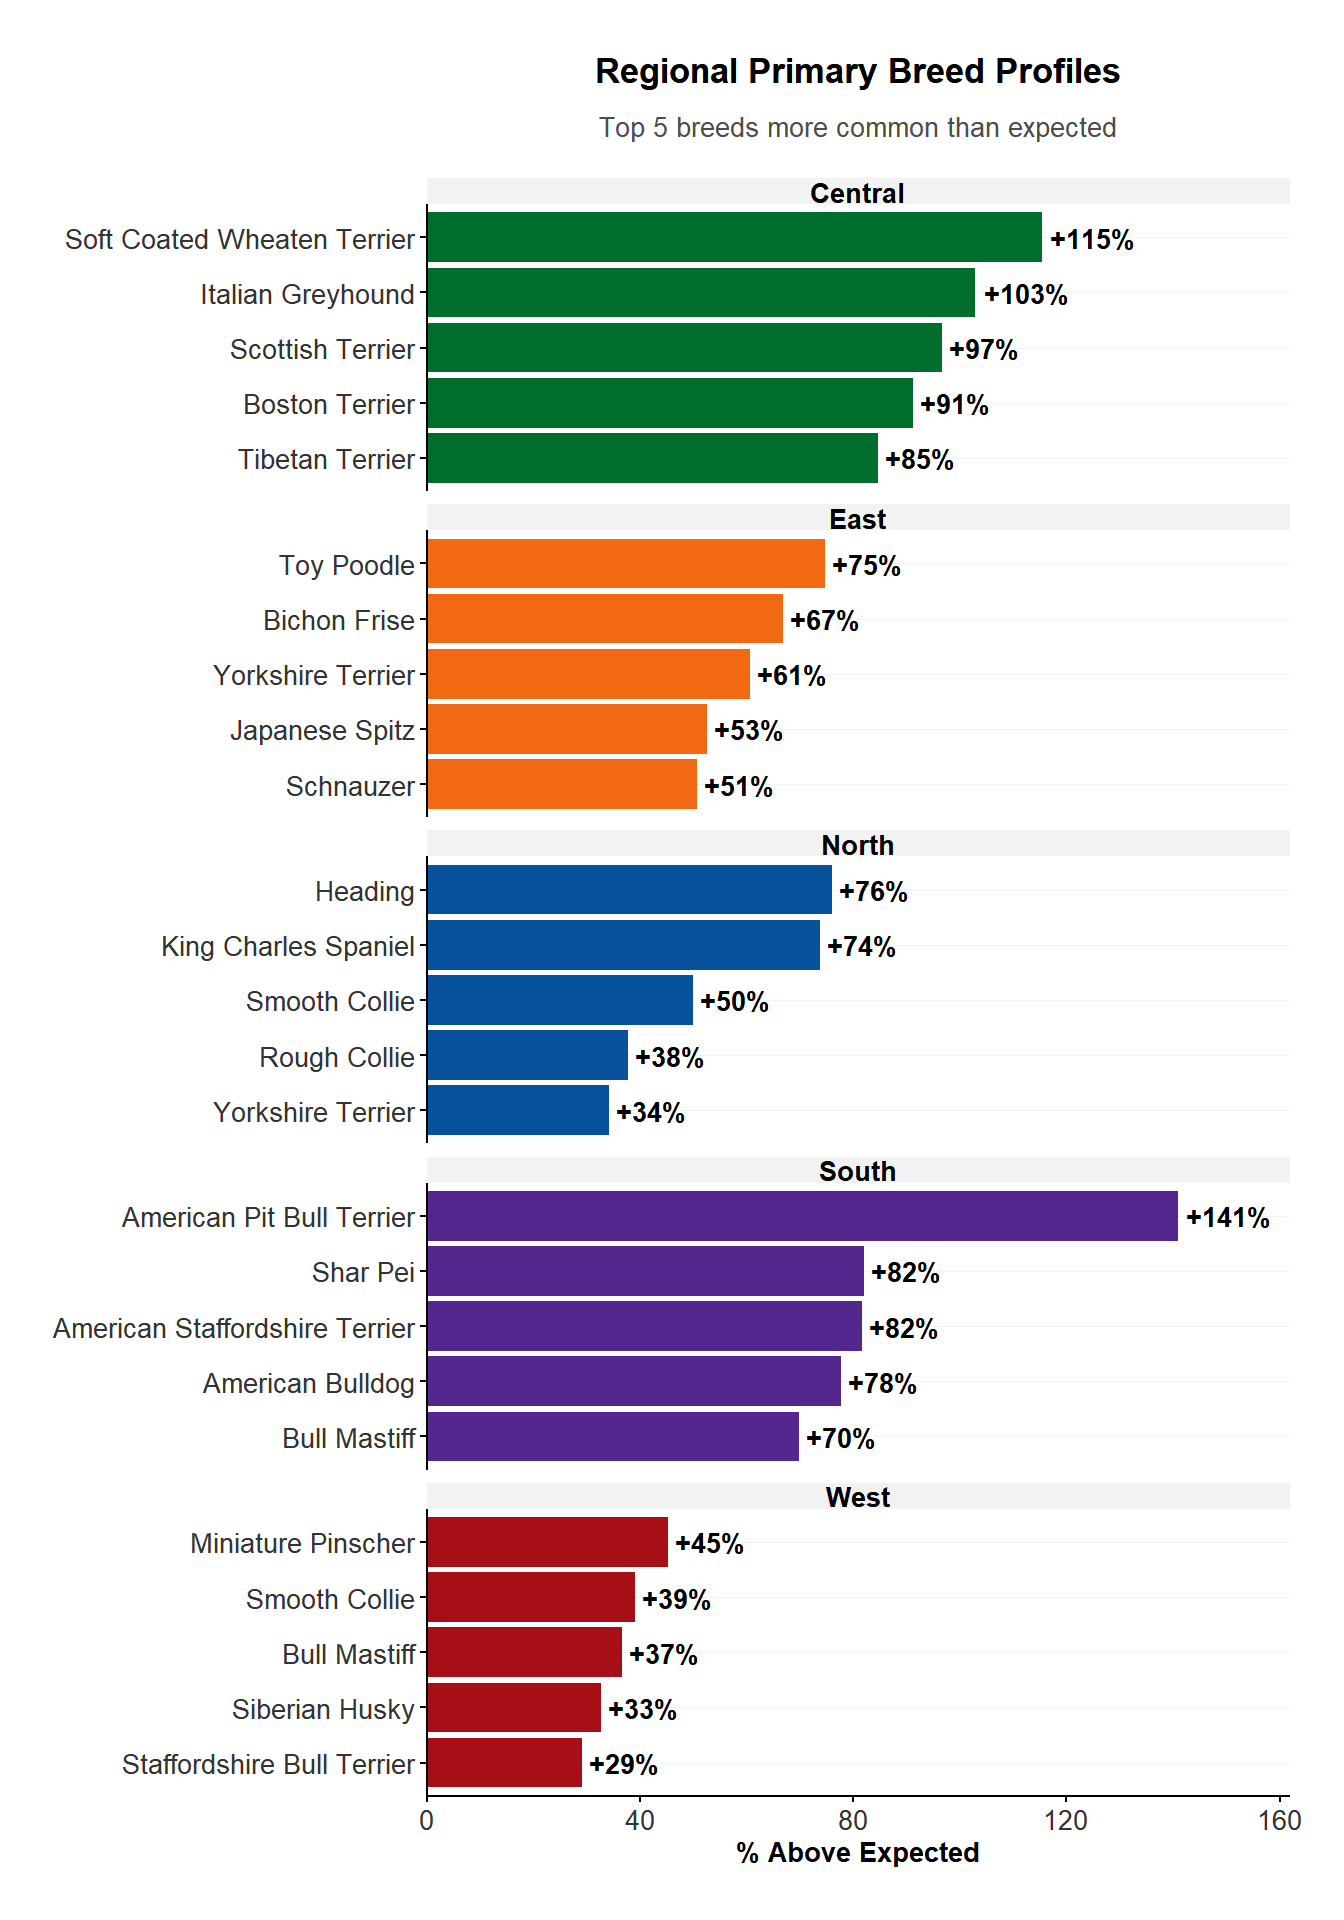 Regional Primary Breed Profiles
Top 5 breeds more common than expected
Central
Soft Coated Wheaten Terrier +115%
Italian Greyhound +103%
Scottish Terrier +97%
Boston Terrier +91%
Tibetan Terrier +85%
East
Toy Poodle +75%
Bichon Frise +67%
Yorkshire Terrier +61%
Japanese Spitz +53%
Schnauzer +51%
North
Heading +76%
King Charles Spaniel +74%
Smooth Collie +50%
Rough Collie +38%
Yorkshire Terrier +34%
South
American Pit Bull Terrier +141%
Shar Pei +82%
American Staffordshire Terrier +82%
American Bulldog +78%
Bull Mastiff +70%
West
Miniature Pinscher +45%
Smooth Collie +39%
Bull Mastiff +37%
Siberian Husky +33%
Staffordshire Bull Terrier +29%
0 40 80 120 160
% Above Expected